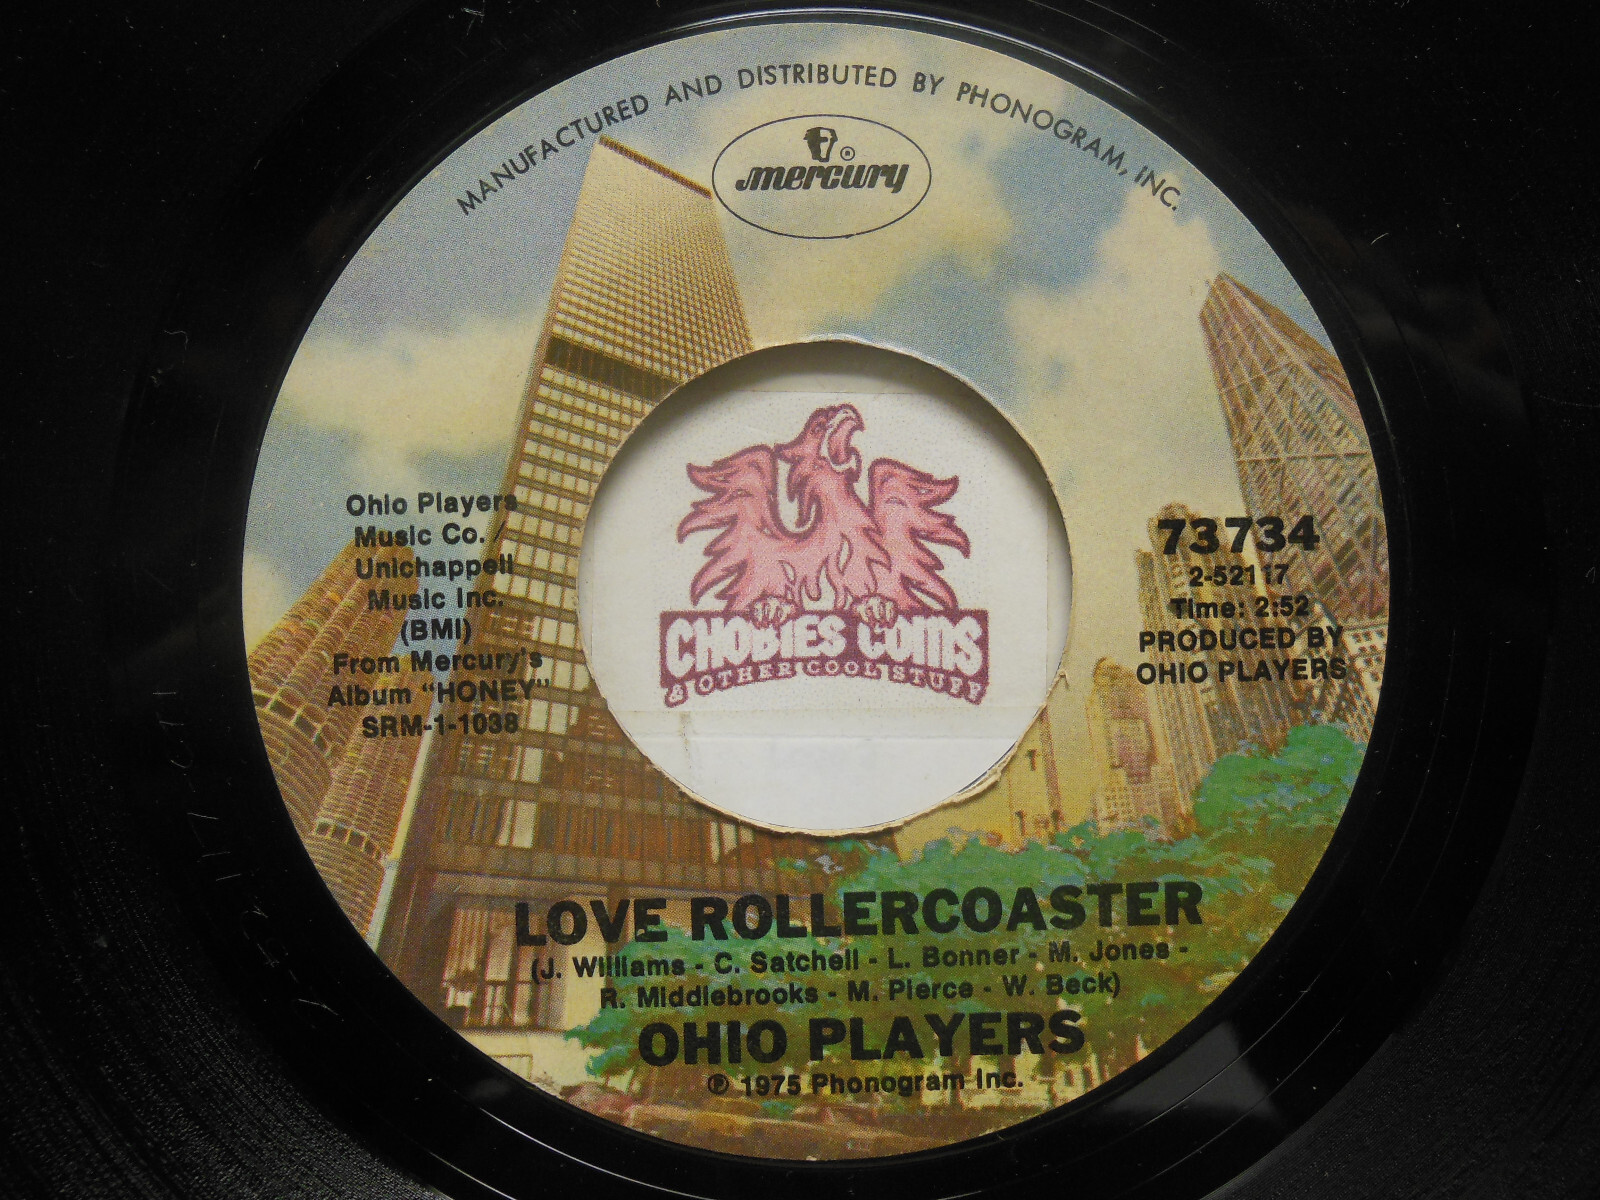 MANUFACTURED AND DISTRIBUTED BY PHONOGRAM, INC.
mercury
®
Ohio Players
Music Co. /
Unichappell
Music Inc.
(BMI)
From Mercury's
Album "HONEY"
SRM-1-1038
CHOBIES COINS
& OTHER COOL STUFF
73734
2-52117
Time: 2:52
PRODUCED BY
OHIO PLAYERS
LOVE ROLLERCOASTER
(J. Williams - C. Satchell - L. Bonner - M. Jones -
R. Middlebrooks - M. Pierce - W. Beck)
OHIO PLAYERS
℗ 1975 Phonogram Inc.